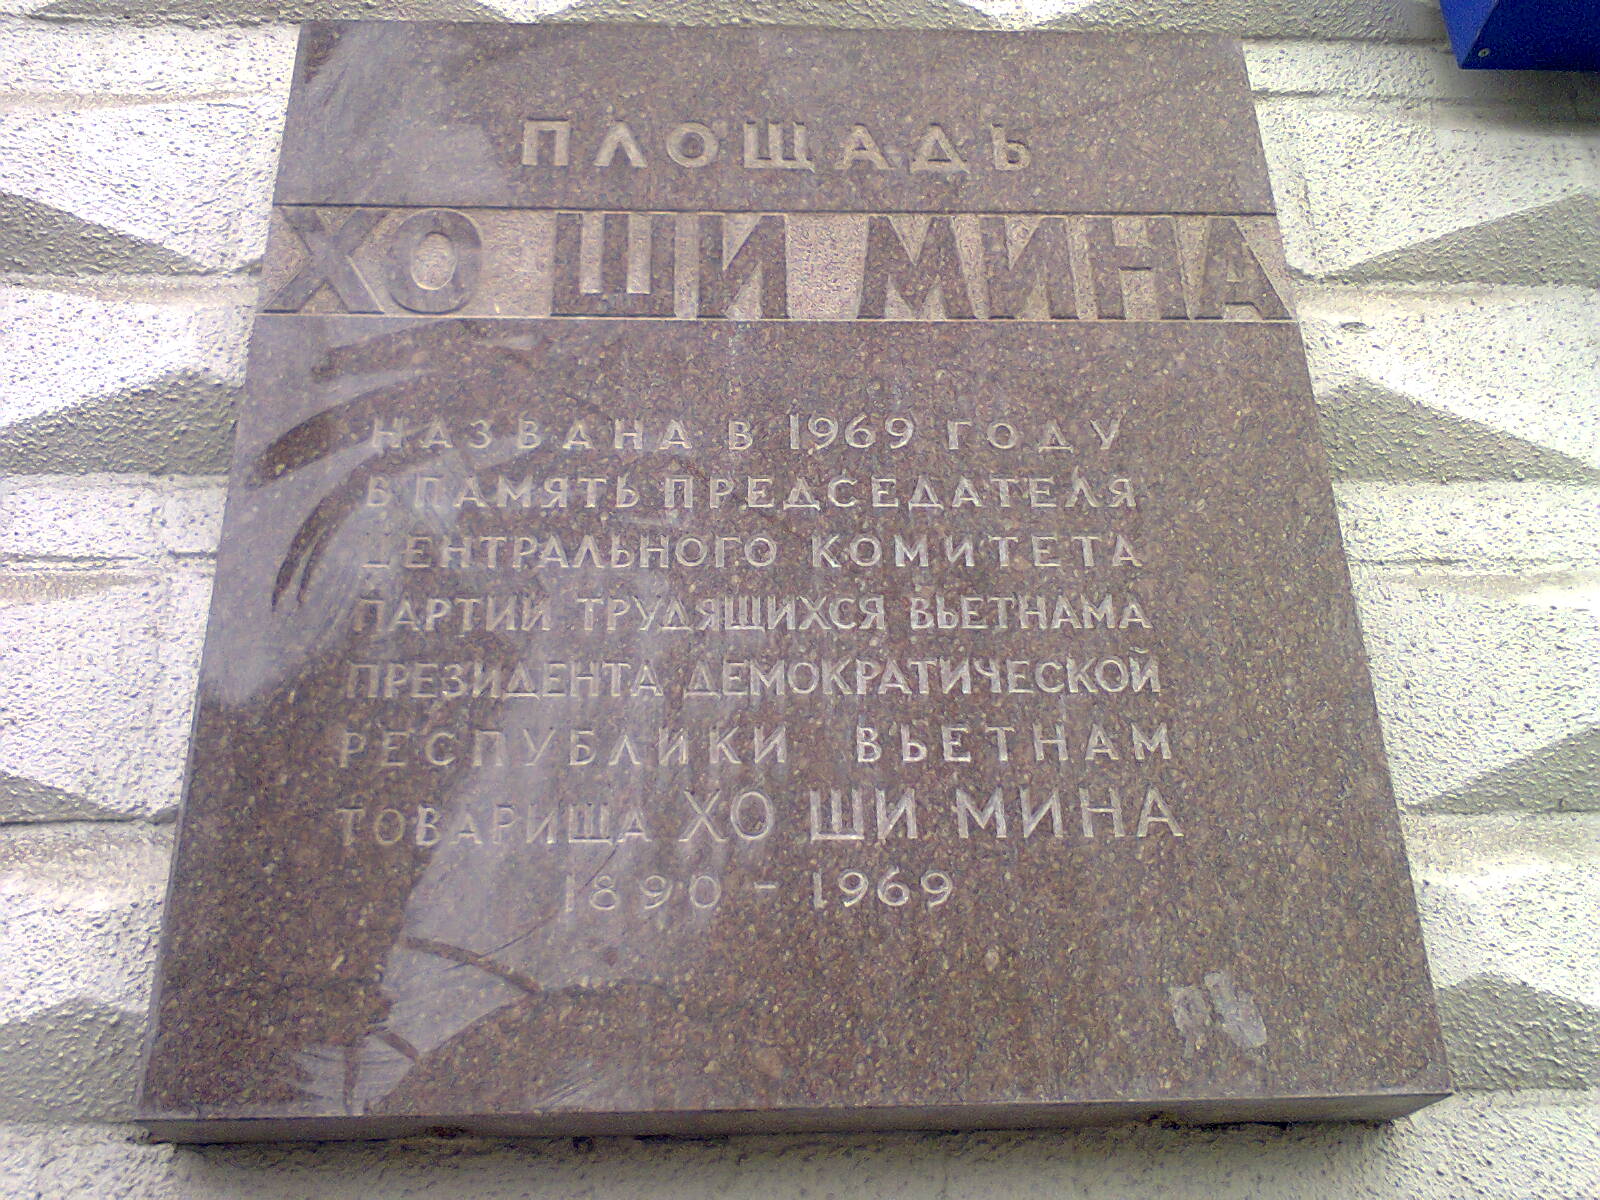 ПЛОЩАДЬ
ХО ШИ МИНА
НАЗВАНА В 1969 ГОДУ
В ПАМЯТЬ ПРЕДСЕДАТЕЛЯ
ЦЕНТРАЛЬНОГО КОМИТЕТА
ПАРТИИ ТРУДЯЩИХСЯ ВЬЕТНАМА
ПРЕЗИДЕНТА ДЕМОКРАТИЧЕСКОЙ
РЕСПУБЛИКИ ВЬЕТНАМ
ТОВАРИЩА ХО ШИ МИНА
1890 - 1969